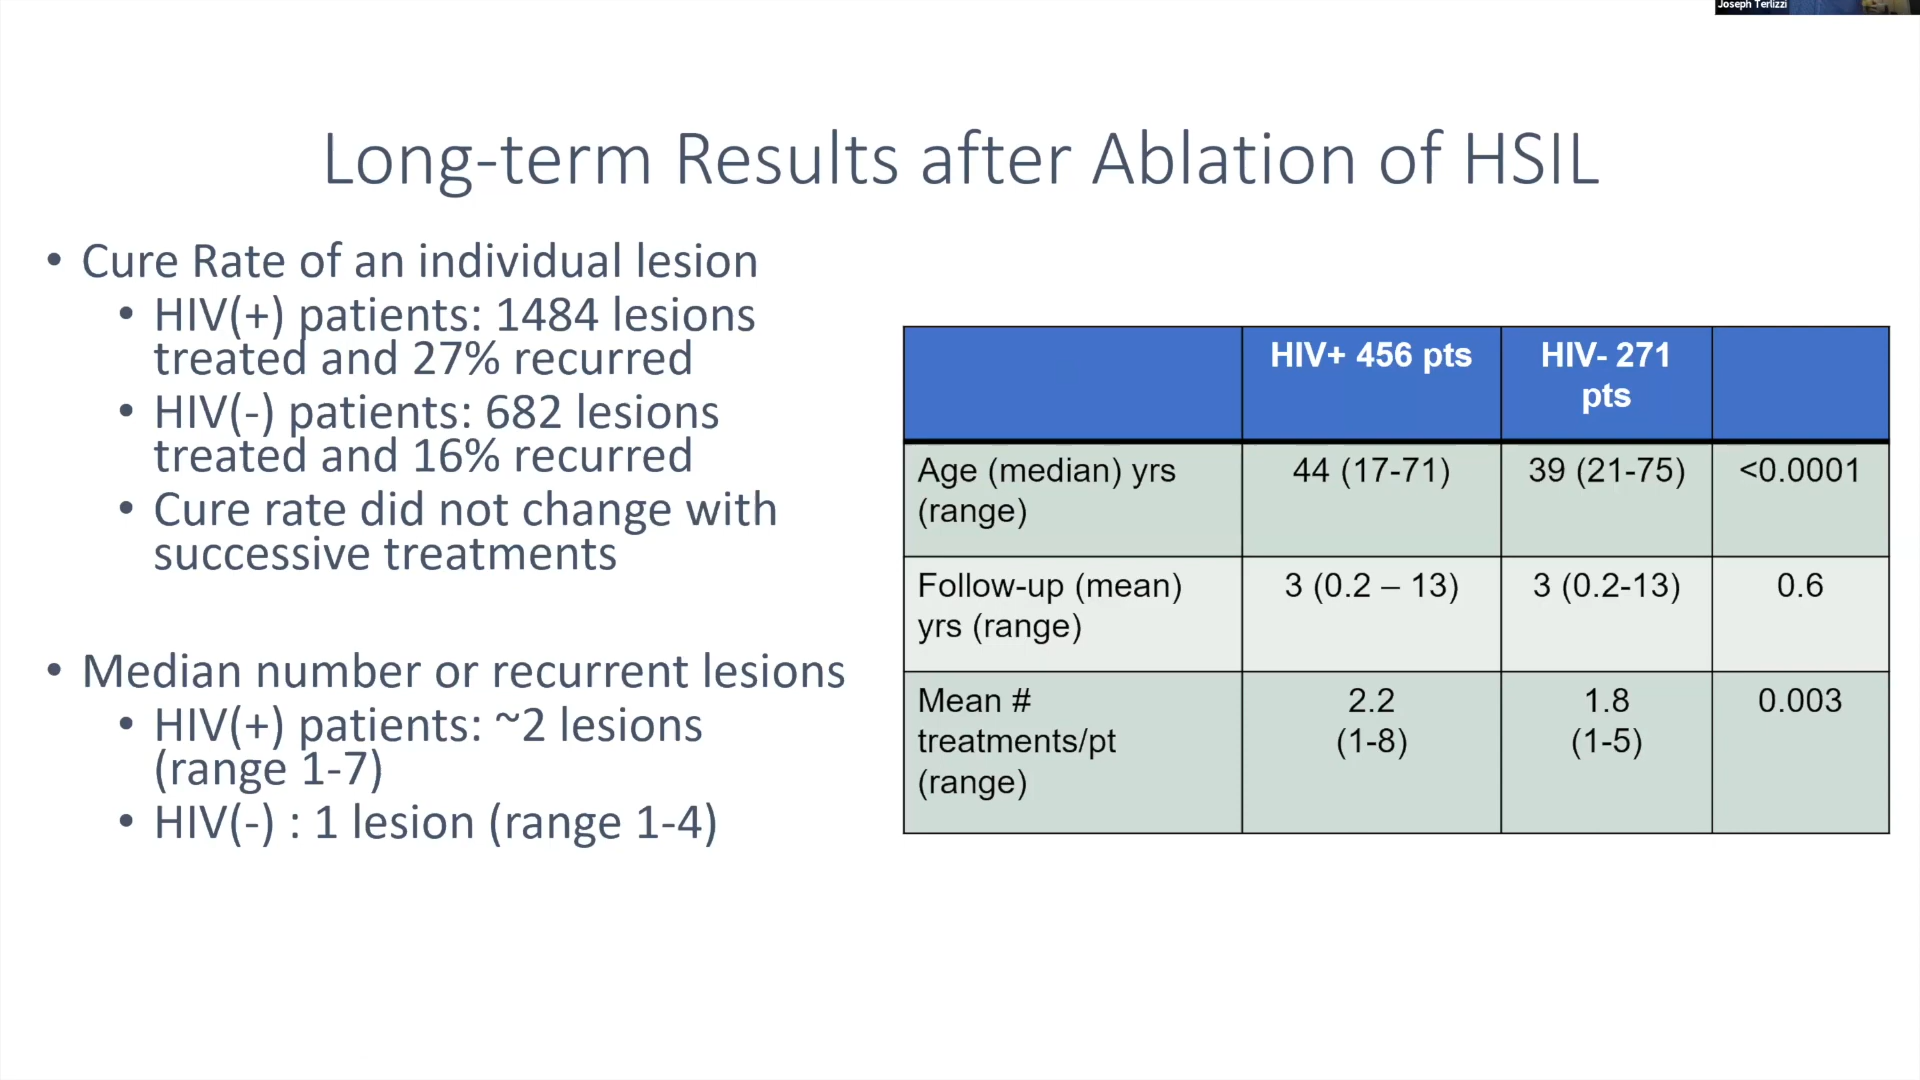 Joseph Terlizzi
Long-term Results after Ablation of HSIL
• Cure Rate of an individual lesion
• HIV(+) patients: 1484 lesions
treated and 27% recurred
• HIV(-) patients: 682 lesions
treated and 16% recurred
• Cure rate did not change with
successive treatments
• Median number or recurrent lesions
• HIV(+) patients: ~2 lesions
(range 1-7)
• HIV(-) : 1 lesion (range 1-4)
HIV+ 456 pts
HIV- 271
pts
Age (median) yrs
(range)
44 (17-71)
39 (21-75)
<0.0001
Follow-up (mean)
yrs (range)
3 (0.2 – 13)
3 (0.2-13)
0.6
Mean #
treatments/pt
(range)
2.2
(1-8)
1.8
(1-5)
0.003